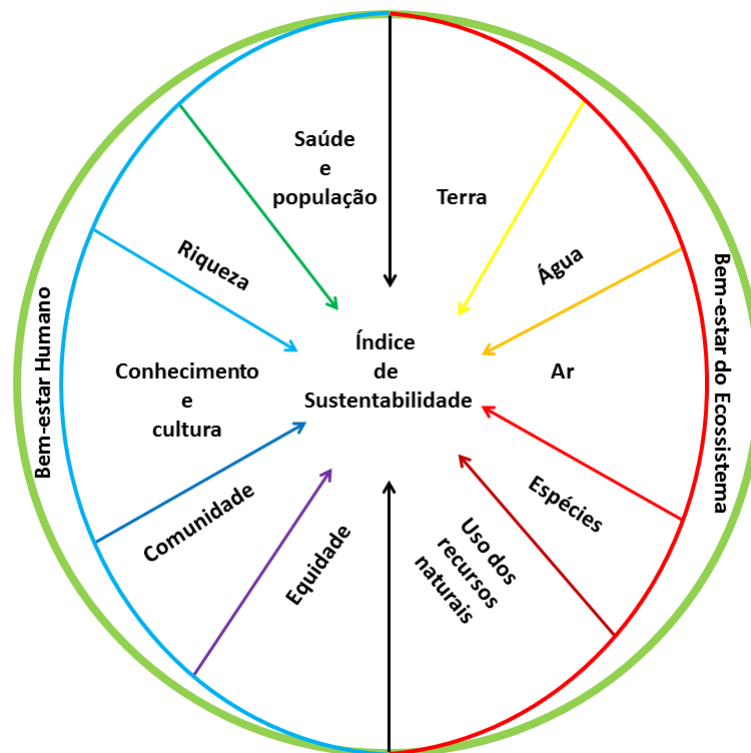 Saúde
e
população
Terra
Riqueza
Água
Bem-estar Humano
Bem-estar do Ecossistema
Índice
de
Sustentabilidade
Conhecimento
e
cultura
Ar
Comunidade
Espécies
Equidade
Uso dos
recursos
naturais